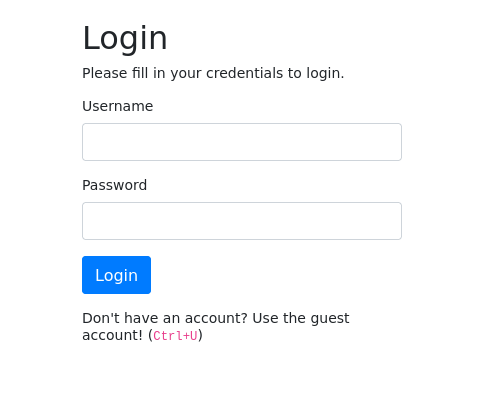 Login
Please fill in your credentials to login.
Username
Password
Login
Don't have an account? Use the guest
account! (Ctrl+U)